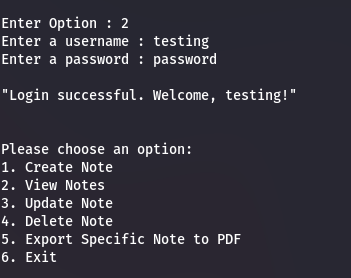 Enter Option : 2
Enter a username : testing
Enter a password : password
"Login successful. Welcome, testing!"
Please choose an option:
1. Create Note
2. View Notes
3. Update Note
4. Delete Note
5. Export Specific Note to PDF
6. Exit